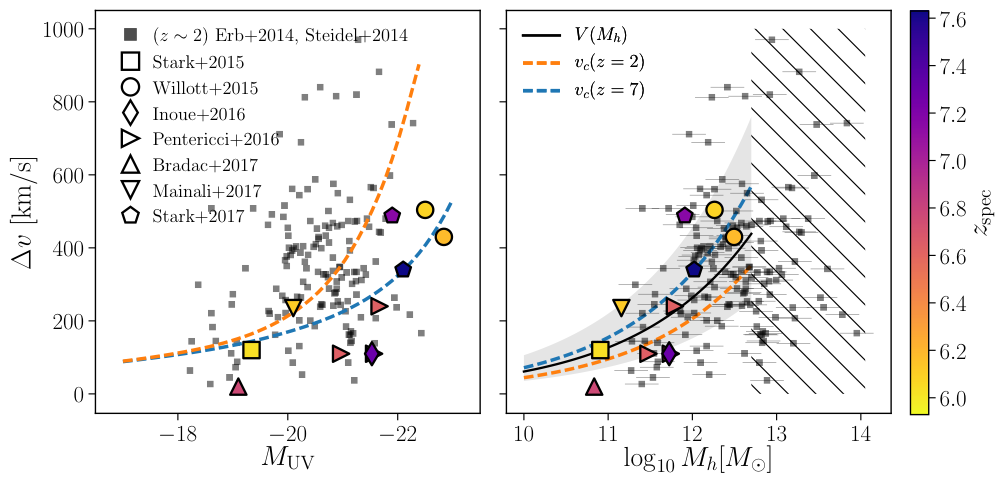 1000
800
600
400
200
0
Δv [km/s]
(z ∼ 2) Erb+2014, Steidel+2014
Stark+2015
Willott+2015
Inoue+2016
Pentericci+2016
Bradac+2017
Mainali+2017
Stark+2017
−18
−20
−22
M_UV
V(M_h)
v_c(z = 2)
v_c(z = 7)
10
11
12
13
14
log₁₀ M_h[M_⊙]
7.6
7.4
7.2
7.0
6.8
6.6
6.4
6.2
6.0
z_spec